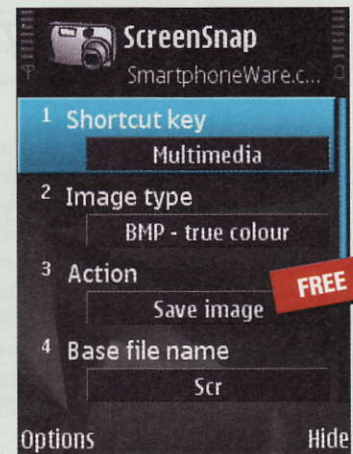 ScreenSnap
SmartphoneWare.c...
1 Shortcut key
Multimedia
2 Image type
BMP - true colour
3 Action
FREE
Save image
4 Base file name
Scr
Options Hide